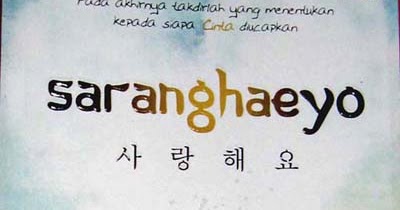 Pada akhirnya takdirlah yang menentukan
kepada siapa Cinta diucapkan
saranghaeyo
사랑해요